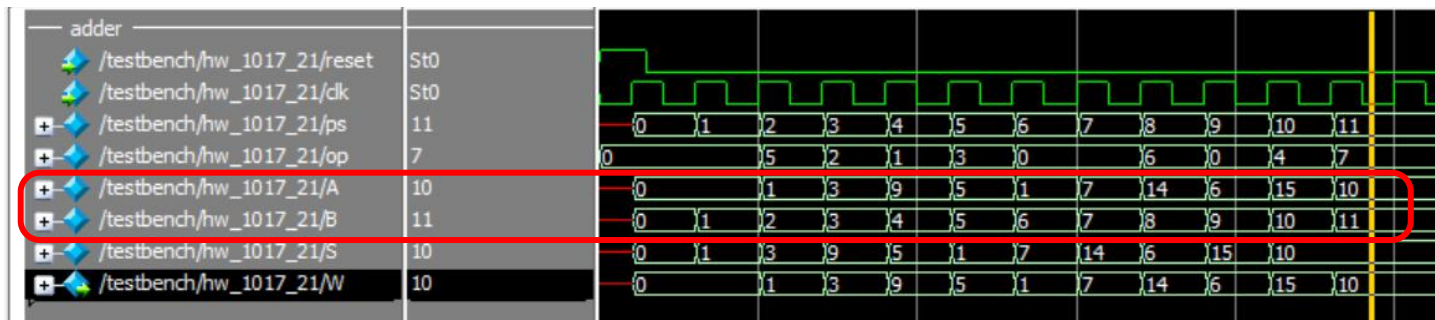 adder
/testbench/hw_1017_21/reset St0
/testbench/hw_1017_21/clk St0
/testbench/hw_1017_21/ps 11 0 1 2 3 4 5 6 7 8 9 10 11
/testbench/hw_1017_21/op 7 0 5 2 1 3 0 6 0 4 7
/testbench/hw_1017_21/A 10 0 1 3 9 5 1 7 14 6 15 10
/testbench/hw_1017_21/B 11 0 1 2 3 4 5 6 7 8 9 10 11
/testbench/hw_1017_21/S 10 0 1 3 9 5 1 7 14 6 15 10
/testbench/hw_1017_21/W 10 0 1 3 9 5 1 7 14 6 15 10